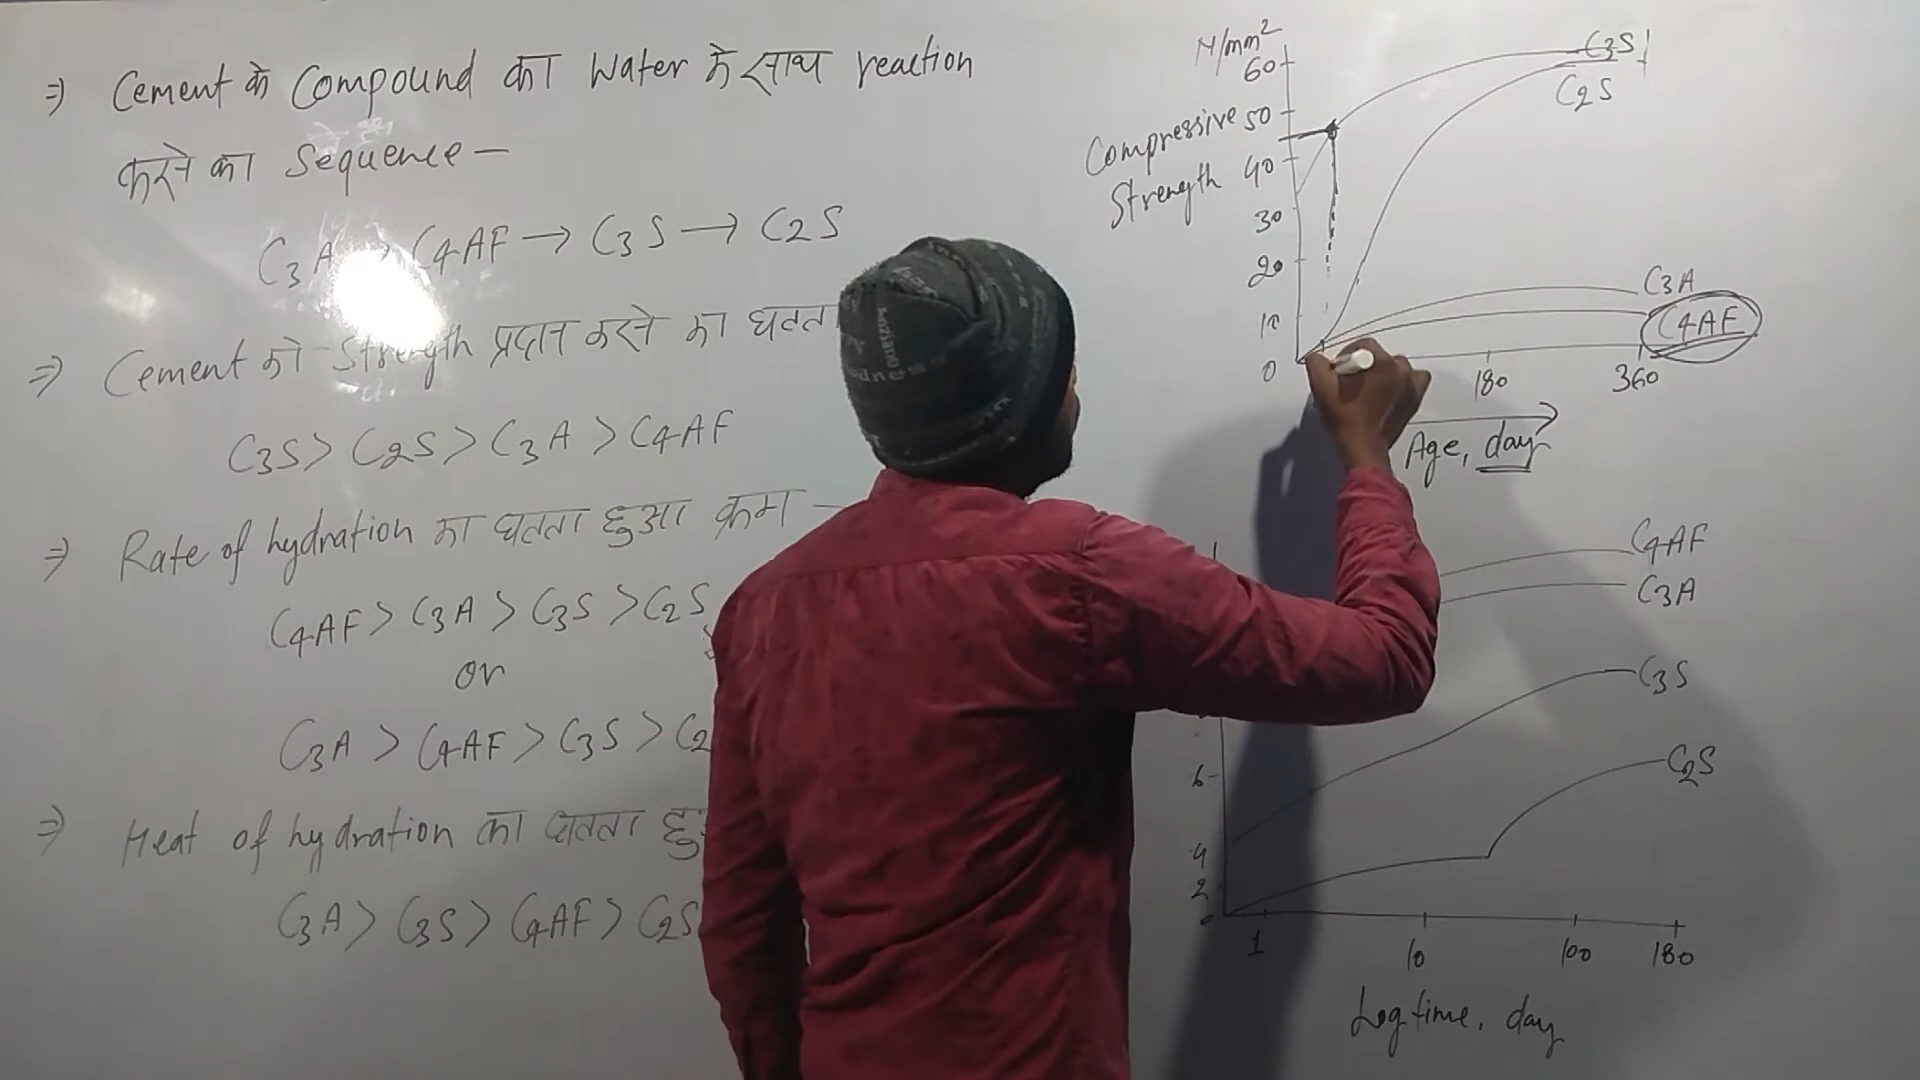 ⇒ Cement के Compound का Water के साथ reaction
करने का Sequence –
C3A → C4AF → C3S → C2S
⇒ Cement को Strength प्रदान करने का घटता
C3S > C2S > C3A > C4AF
⇒ Rate of hydration का घटता हुआ क्रम –
C4AF > C3A > C3S > C2S
or
C3A > C4AF > C3S > C2
⇒ Heat of hydration का घटता
C3A > C3S > C4AF > C2S
N/mm2
60
50
40
30
20
10
0
Compressive
Strength
C3S
C2S
C3A
C4AF
180
360
Age, day
C4AF
C3A
C3S
C2S
6
4
2
1
10
100
180
Log time, day